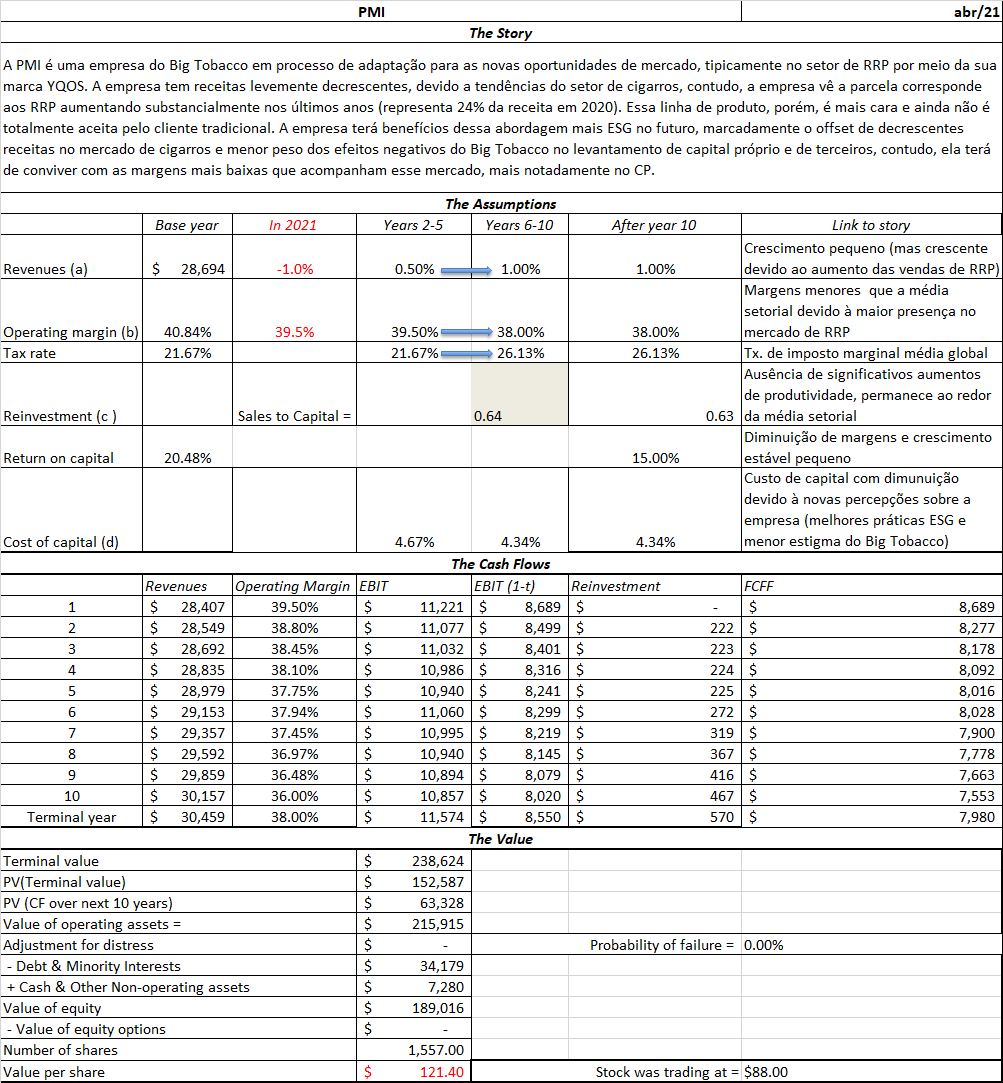 PMI abr/21
The Story
A PMI é uma empresa do Big Tobacco em processo de adaptação para as novas oportunidades de mercado, tipicamente no setor de RRP por meio da sua
marca YQOS. A empresa tem receitas levemente decrescentes, devido a tendências do setor de cigarros, contudo, a empresa vê a parcela corresponde
aos RRP aumentando substancialmente nos últimos anos (representa 24% da receita em 2020). Essa linha de produto, porém, é mais cara e ainda não é
totalmente aceita pelo cliente tradicional. A empresa terá benefícios dessa abordagem mais ESG no futuro, marcadamente o offset de decrescentes
receitas no mercado de cigarros e menor peso dos efeitos negativos do Big Tobacco no levantamento de capital próprio e de terceiros, contudo, ela terá
de conviver com as margens mais baixas que acompanham esse mercado, mais notadamente no CP.
The Assumptions
Base year In 2021 Years 2-5 Years 6-10 After year 10 Link to story
Revenues (a) $ 28,694 -1.0% 0.50% 1.00% 1.00% Crescimento pequeno (mas crescente
devido ao aumento das vendas de RRP)
Operating margin (b) 40.84% 39.5% 39.50% 38.00% 38.00% Margens menores que a média
setorial devido à maior presença no
mercado de RRP
Tax rate 21.67% 21.67% 26.13% 26.13% Tx. de imposto marginal média global
Reinvestment (c ) Sales to Capital = 0.64 0.63 Ausência de significativos aumentos
de produtividade, permanece ao redor
da média setorial
Return on capital 20.48% 15.00% Diminuição de margens e crescimento
estável pequeno
Cost of capital (d) 4.67% 4.34% 4.34% Custo de capital com dimunuição
devido à novas percepções sobre a
empresa (melhores práticas ESG e
menor estigma do Big Tobacco)
The Cash Flows
Revenues Operating Margin EBIT EBIT (1-t) Reinvestment FCFF
1 $ 28,407 39.50% $ 11,221 $ 8,689 $ - $ 8,689
2 $ 28,549 38.80% $ 11,077 $ 8,499 $ 222 $ 8,277
3 $ 28,692 38.45% $ 11,032 $ 8,401 $ 223 $ 8,178
4 $ 28,835 38.10% $ 10,986 $ 8,316 $ 224 $ 8,092
5 $ 28,979 37.75% $ 10,940 $ 8,241 $ 225 $ 8,016
6 $ 29,153 37.94% $ 11,060 $ 8,299 $ 272 $ 8,028
7 $ 29,357 37.45% $ 10,995 $ 8,219 $ 319 $ 7,900
8 $ 29,592 36.97% $ 10,940 $ 8,145 $ 367 $ 7,778
9 $ 29,859 36.48% $ 10,894 $ 8,079 $ 416 $ 7,663
10 $ 30,157 36.00% $ 10,857 $ 8,020 $ 467 $ 7,553
Terminal year $ 30,459 38.00% $ 11,574 $ 8,550 $ 570 $ 7,980
The Value
Terminal value $ 238,624
PV(Terminal value) $ 152,587
PV (CF over next 10 years) $ 63,328
Value of operating assets = $ 215,915
Adjustment for distress $ - Probability of failure = 0.00%
- Debt & Minority Interests $ 34,179
+ Cash & Other Non-operating assets $ 7,280
Value of equity $ 189,016
- Value of equity options $ -
Number of shares 1,557.00
Value per share $ 121.40 Stock was trading at = $88.00